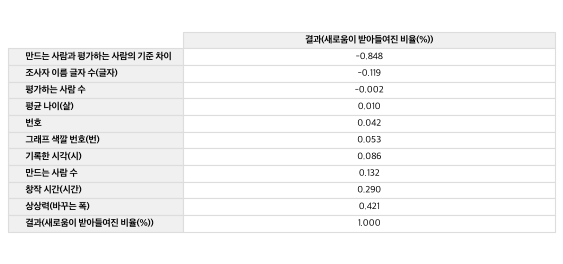 결과(새로움이 받아들여진 비율(%))
만드는 사람과 평가하는 사람의 기준 차이 -0.848
조사자 이름 글자 수(글자) -0.119
평가하는 사람 수 -0.002
평균 나이(살) 0.010
번호 0.042
그래프 색깔 번호(번) 0.053
기록한 시각(시) 0.086
만드는 사람 수 0.132
창작 시간(시간) 0.290
상상력(바꾸는 폭) 0.421
결과(새로움이 받아들여진 비율(%)) 1.000